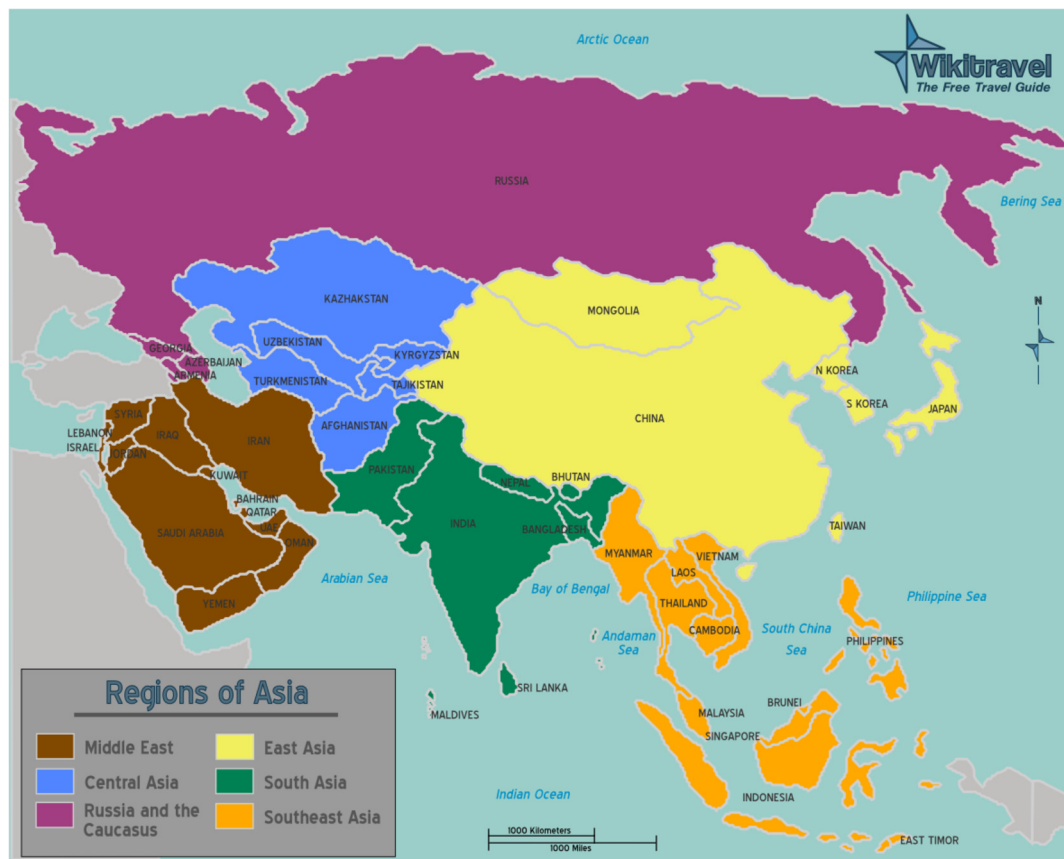 Arctic Ocean
Wikitravel
The Free Travel Guide
RUSSIA
Bering Sea
KAZHAKSTAN
MONGOLIA
N
UZBEKISTAN
GEORGIA
KYRGYZSTAN
AZERBAIJAN
ARMENIA
TURKMENISTAN
TAJIKISTAN
N KOREA
S KOREA
JAPAN
SYRIA
AFGHANISTAN
CHINA
LEBANON
IRAQ
IRAN
ISRAEL
JORDAN
PAKISTAN
KUWAIT
NEPAL
BHUTAN
BAHRAIN
QATAR
UAE
SAUDI ARABIA
INDIA
BANGLADESH
TAIWAN
OMAN
MYANMAR
VIETNAM
LAOS
Arabian Sea
Bay of Bengal
YEMEN
THAILAND
Philippine Sea
CAMBODIA
South China
Sea
Andaman
Sea
PHILIPPINES
SRI LANKA
MALDIVES
MALAYSIA
BRUNEI
SINGAPORE
Indian Ocean
INDONESIA
EAST TIMOR
1000 Kilometers
1000 Miles
Regions of Asia
Middle East
East Asia
Central Asia
South Asia
Russia and the
Caucasus
Southeast Asia